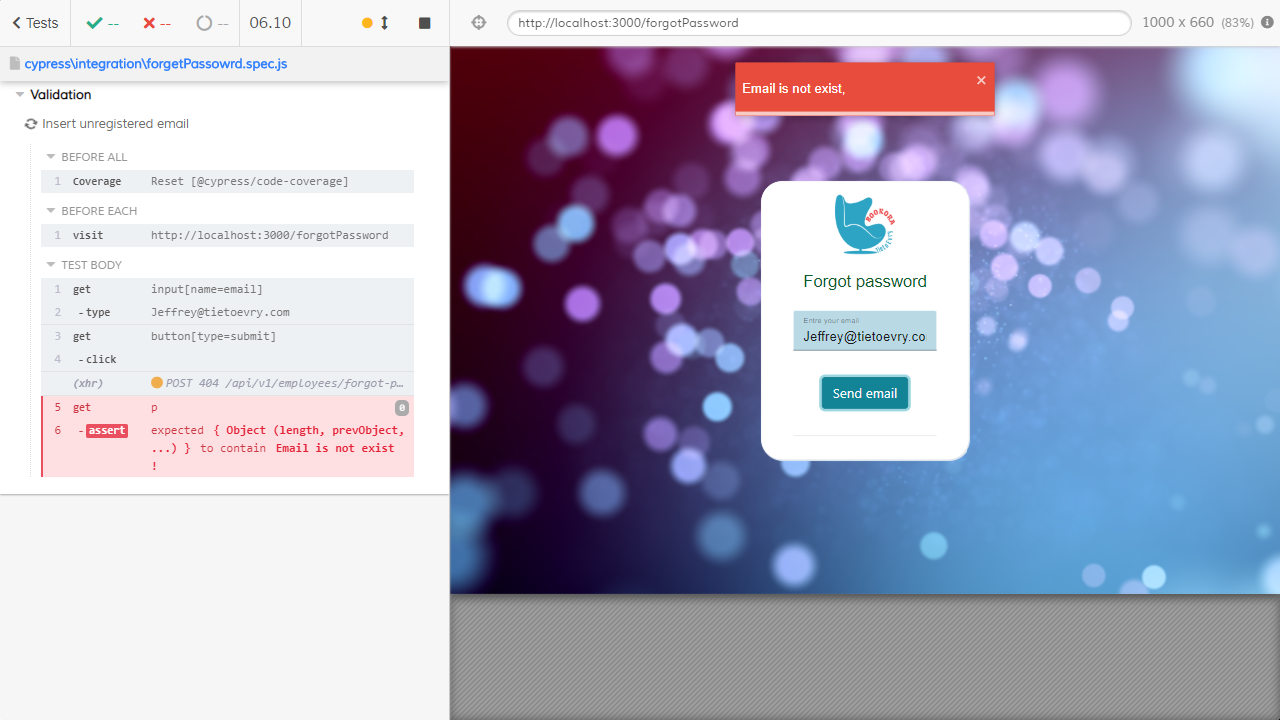 Tests
--
--
--
06.10
http://localhost:3000/forgotPassword
1000 x 660 (83%)
cypress\integration\forgetPassowrd.spec.js
Validation
Insert unregistered email
BEFORE ALL
1 Coverage Reset [@cypress/code-coverage]
BEFORE EACH
1 visit http://localhost:3000/forgotPassword
TEST BODY
1 get input[name=email]
2 -type Jeffrey@tietoevry.com
3 get button[type=submit]
4 -click
(xhr) POST 404 /api/v1/employees/forgot-p…
5 get p 0
6 -assert expected { Object (length, prevObject,
...) } to contain Email is not exist
!
Email is not exist,
×
BOOKORA
Forgot password
Entre your email
Jeffrey@tietoevry.co
Send email